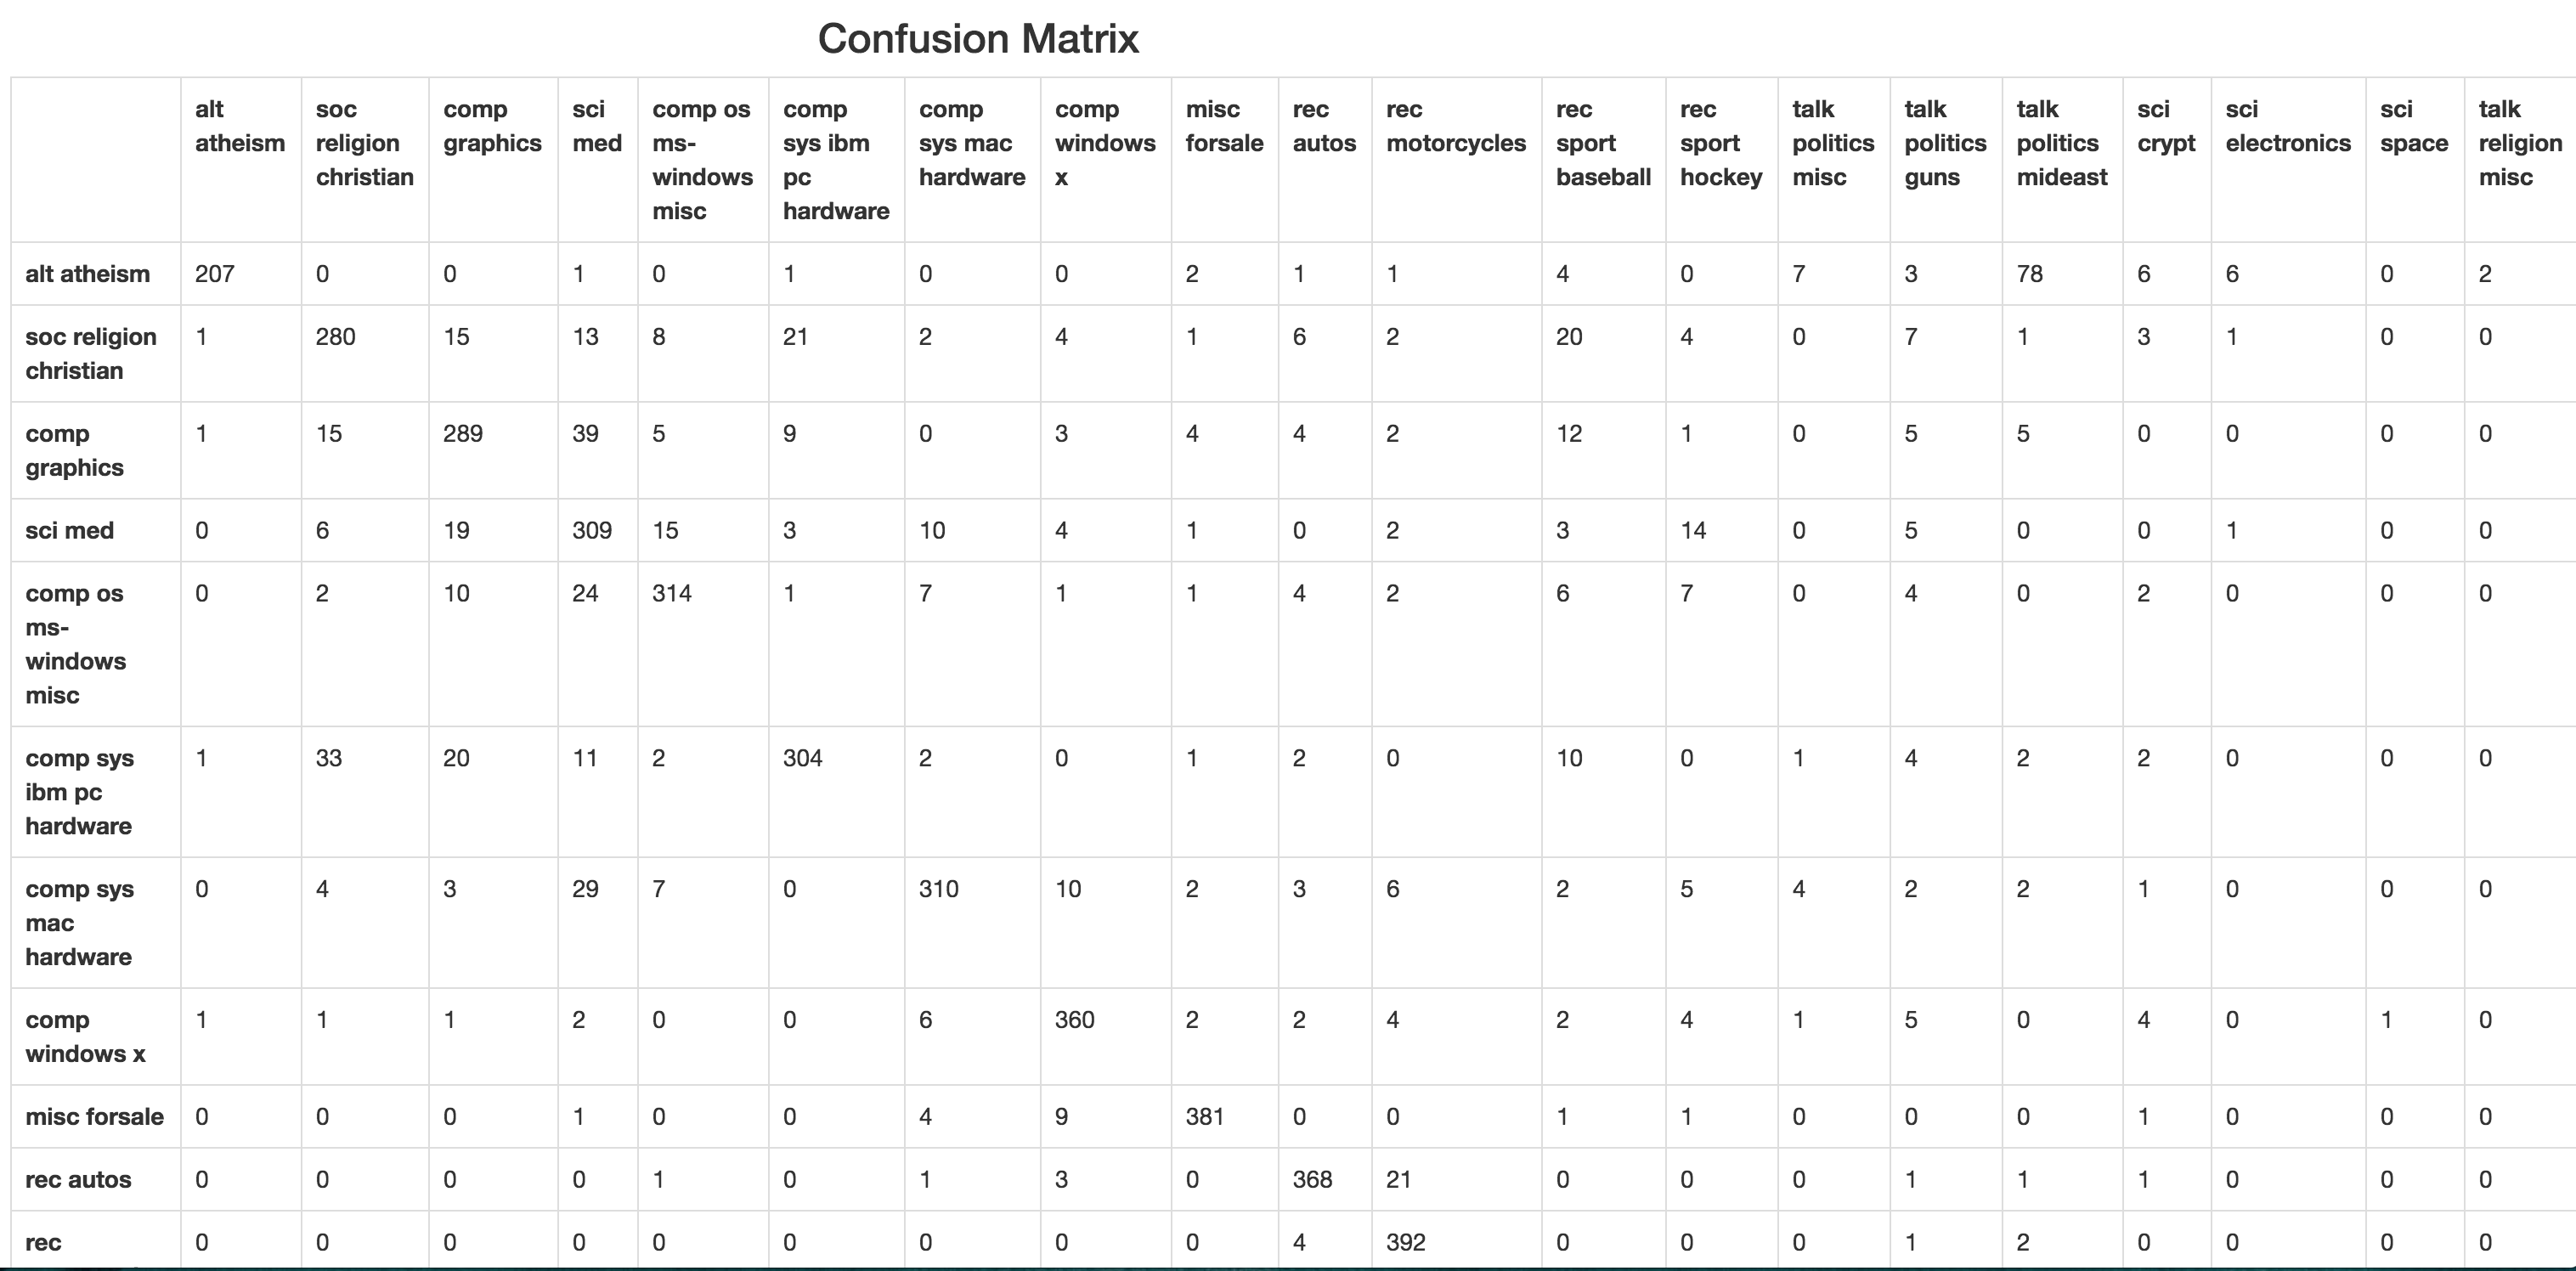 Confusion Matrix
alt atheism soc religion christian comp graphics sci med comp os ms-windows misc comp sys ibm pc hardware comp sys mac hardware comp windows x misc forsale rec autos rec motorcycles rec sport baseball rec sport hockey talk politics misc talk politics guns talk politics mideast sci crypt sci electronics sci space talk religion misc
alt atheism 207 0 0 1 0 1 0 0 2 1 1 4 0 7 3 78 6 6 0 2
soc religion christian 1 280 15 13 8 21 2 4 1 6 2 20 4 0 7 1 3 1 0 0
comp graphics 1 15 289 39 5 9 0 3 4 4 2 12 1 0 5 5 0 0 0 0
sci med 0 6 19 309 15 3 10 4 1 0 2 3 14 0 5 0 0 1 0 0
comp os ms-windows misc 0 2 10 24 314 1 7 1 1 4 2 6 7 0 4 0 2 0 0 0
comp sys ibm pc hardware 1 33 20 11 2 304 2 0 1 2 0 10 0 1 4 2 2 0 0 0
comp sys mac hardware 0 4 3 29 7 0 310 10 2 3 6 2 5 4 2 2 1 0 0 0
comp windows x 1 1 1 2 0 0 6 360 2 2 4 2 4 1 5 0 4 0 1 0
misc forsale 0 0 0 1 0 0 4 9 381 0 0 1 1 0 0 0 1 0 0 0
rec autos 0 0 0 0 1 0 1 3 0 368 21 0 0 0 1 1 1 0 0 0
rec 0 0 0 0 0 0 0 0 0 4 392 0 0 0 1 2 0 0 0 0